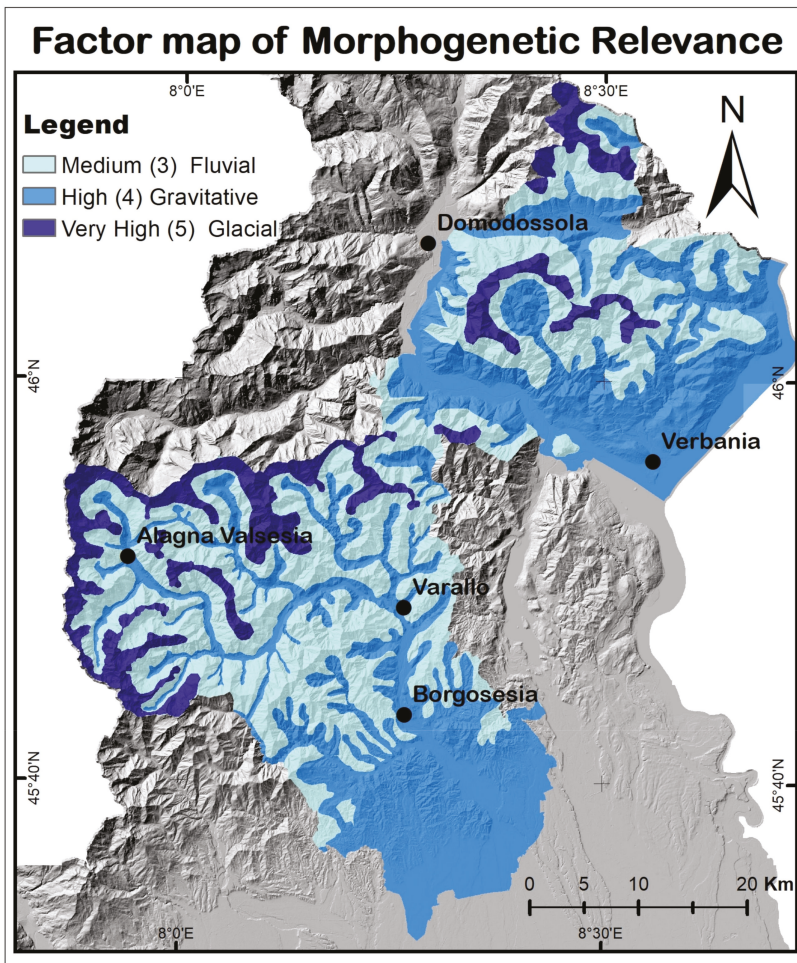 Factor map of Morphogenetic Relevance
8°0'E
8°30'E
Legend
Medium (3) Fluvial
High (4) Gravitative
Very High (5) Glacial
N
Domodossola
46°N
46°N
Verbania
Alagna Valsesia
Varallo
Borgosesia
45°40'N
45°40'N
0 5 10 20 Km
8°0'E
8°30'E